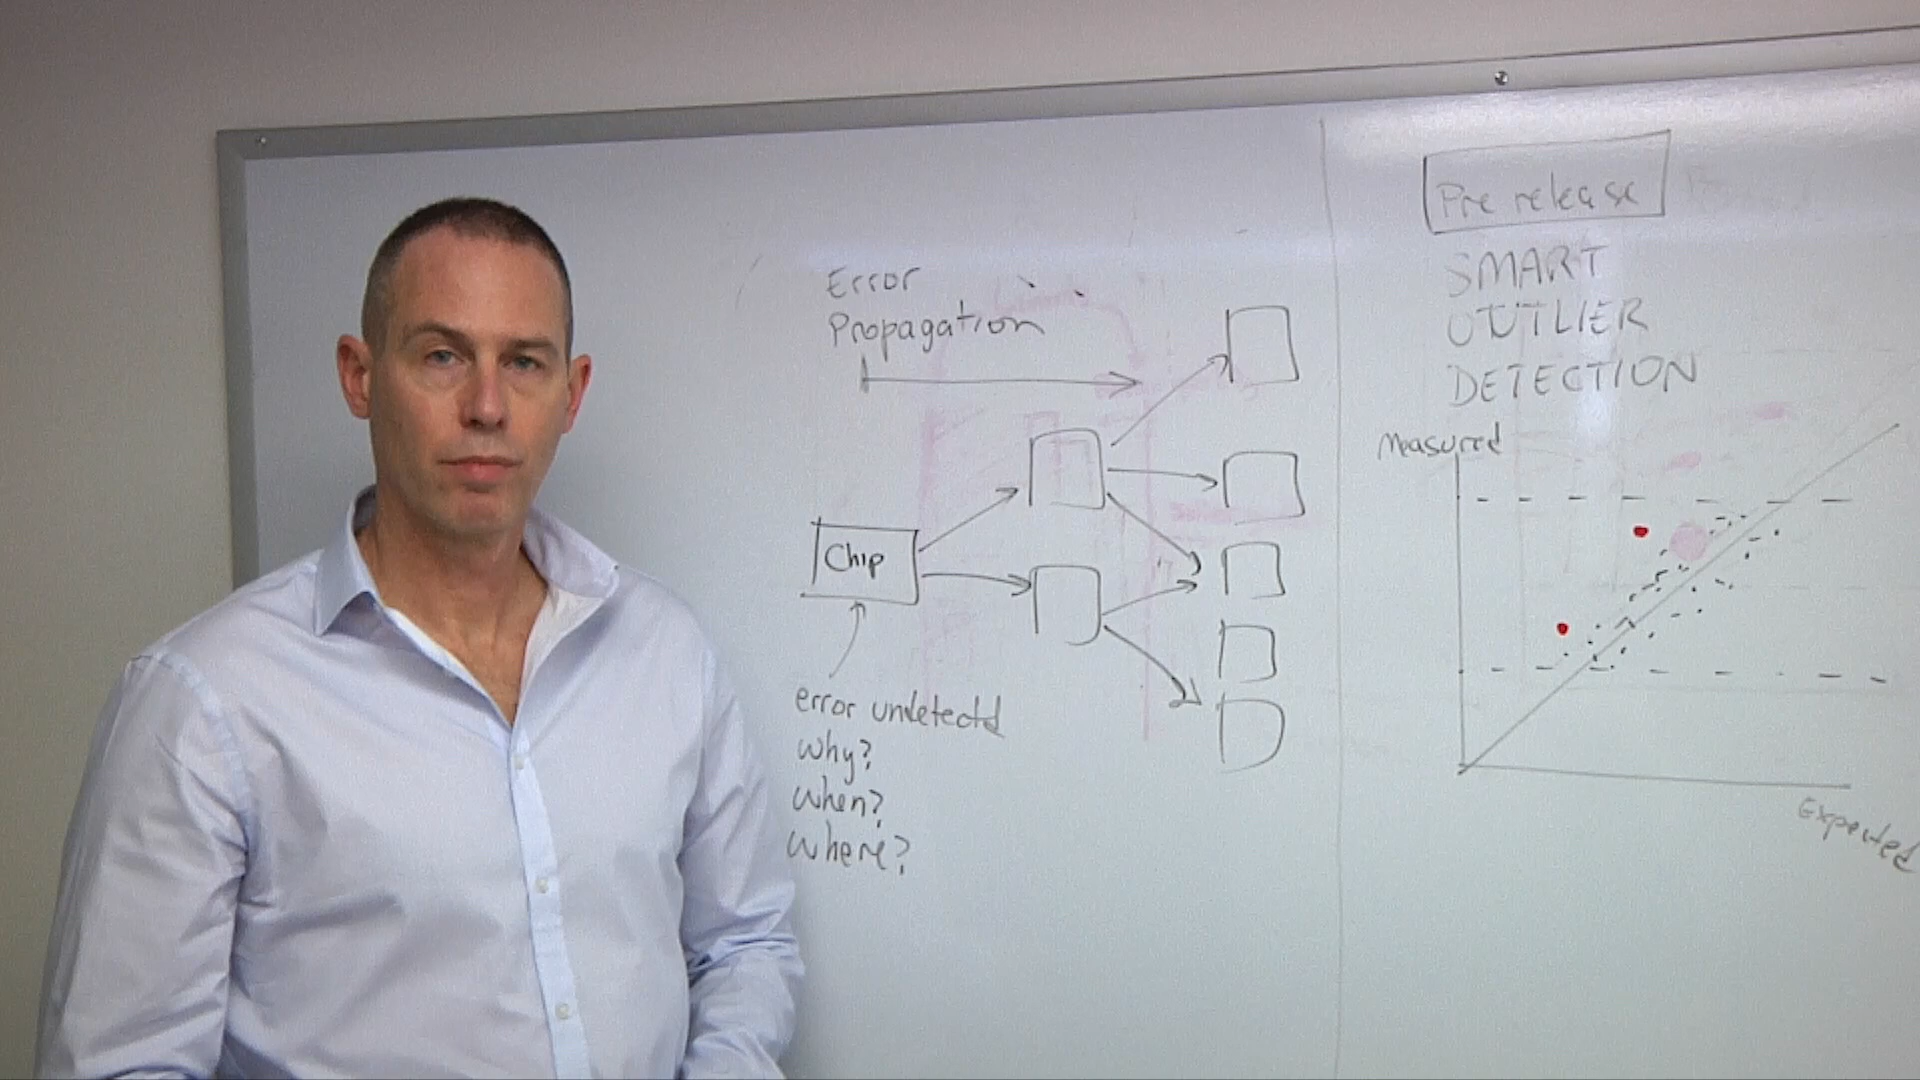 Error
Propagation
Chip
error undetectd
Why?
When?
Where?
Pre release
SMART
OUTLIER
DETECTION
Measured
Expected